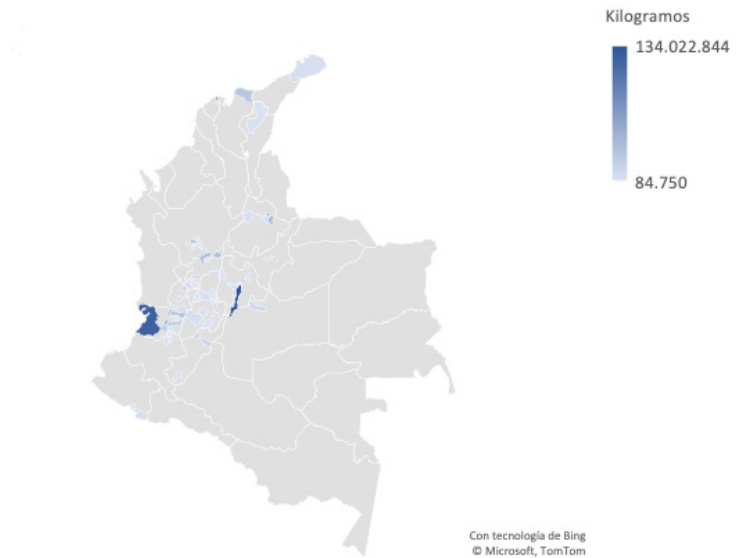 Kilogramos
134.022.844
84.750
Con tecnología de Bing
© Microsoft, TomTom